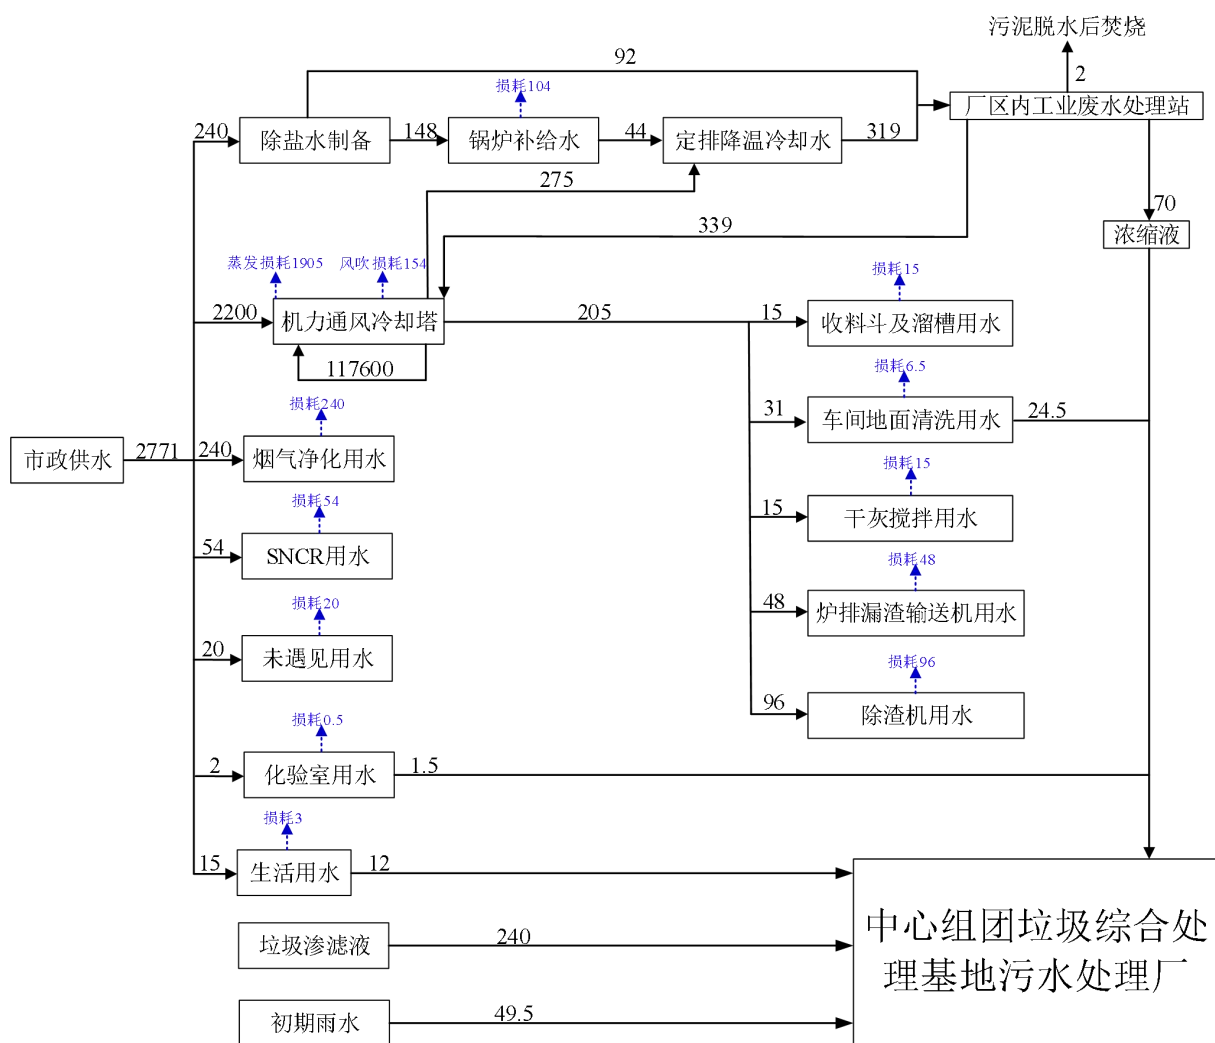 污泥脱水后焚烧
92
2
损耗104
厂区内工业废水处理站
240
除盐水制备
148
锅炉补给水
44
定排降温冷却水
319
275
70
339
浓缩液
蒸发损耗1905
风吹损耗154
损耗15
2200
机力通风冷却塔
205
15
收料斗及溜槽用水
117600
损耗6.5
损耗240
31
车间地面清洗用水
24.5
市政供水
2771
240
烟气净化用水
损耗15
损耗54
15
干灰搅拌用水
54
SNCR用水
损耗48
损耗20
48
炉排漏渣输送机用水
20
未遇见用水
损耗96
96
除渣机用水
损耗0.5
2
化验室用水
1.5
损耗3
15
生活用水
12
中心组团垃圾综合处
理基地污水处理厂
垃圾渗滤液
240
初期雨水
49.5